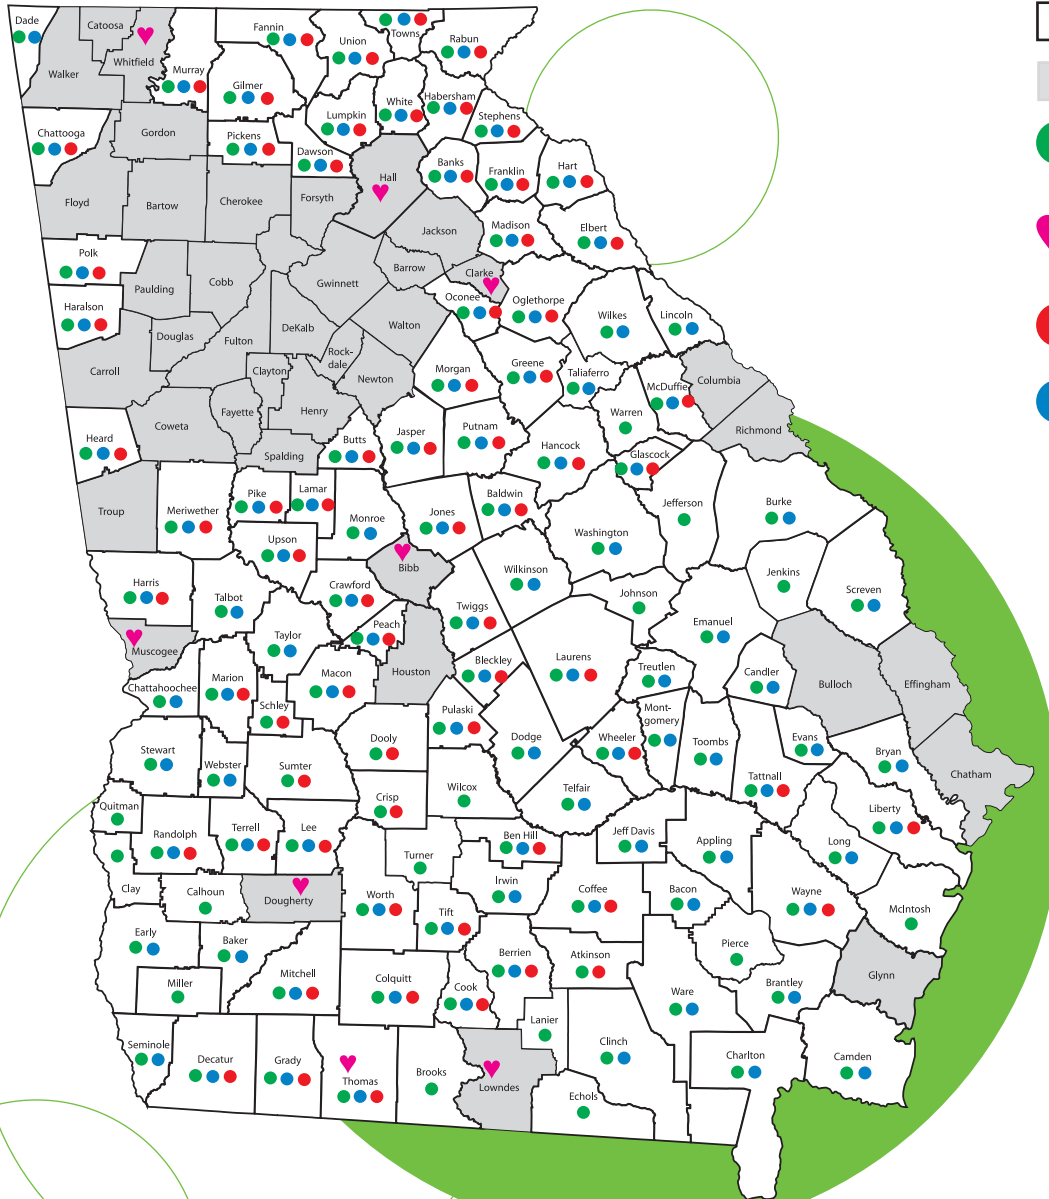 Dade
Catoosa
Fannin
Towns
Union
Rabun
Walker
Whitfield
Murray
Gilmer
White
Habersham
Lumpkin
Stephens
Chattooga
Gordon
Pickens
Dawson
Hall
Banks
Franklin
Hart
Floyd
Bartow
Cherokee
Forsyth
Jackson
Madison
Elbert
Polk
Paulding
Cobb
Gwinnett
Barrow
Clarke
Oconee
Oglethorpe
Haralson
Douglas
Fulton
DeKalb
Walton
Wilkes
Lincoln
Carroll
Clayton
Rock-
dale
Newton
Morgan
Greene
Taliaferro
McDuffie
Columbia
Coweta
Fayette
Henry
Warren
Richmond
Heard
Spalding
Butts
Jasper
Putnam
Hancock
Glascock
Troup
Meriwether
Pike
Lamar
Monroe
Jones
Baldwin
Washington
Jefferson
Burke
Upson
Bibb
Wilkinson
Jenkins
Screven
Harris
Talbot
Crawford
Twiggs
Johnson
Emanuel
Muscogee
Taylor
Peach
Houston
Bleckley
Laurens
Treutlen
Candler
Bulloch
Effingham
Chattahoochee
Marion
Schley
Macon
Pulaski
Dodge
Wheeler
Mont-
gomery
Toombs
Evans
Bryan
Chatham
Stewart
Webster
Sumter
Dooly
Wilcox
Telfair
Tattnall
Liberty
Quitman
Randolph
Terrell
Lee
Crisp
Turner
Ben Hill
Jeff Davis
Appling
Long
Clay
Calhoun
Dougherty
Worth
Tift
Irwin
Coffee
Bacon
Wayne
McIntosh
Early
Baker
Mitchell
Colquitt
Berrien
Atkinson
Pierce
Glynn
Miller
Cook
Lanier
Ware
Brantley
Seminole
Decatur
Grady
Thomas
Brooks
Lowndes
Clinch
Echols
Charlton
Camden